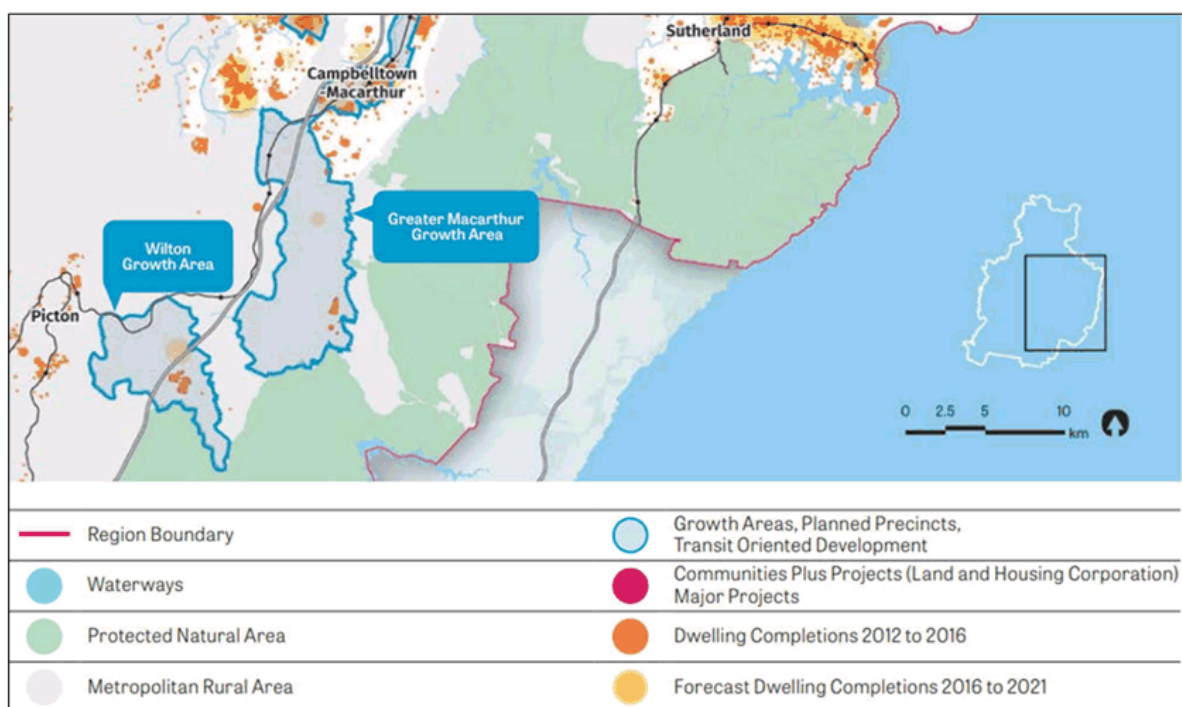 Sutherland
Campbelltown
-Macarthur
Greater Macarthur
Growth Area
Wilton
Growth Area
Picton
0 2.5 5 10
km
Region Boundary
Growth Areas, Planned Precincts,
Transit Oriented Development
Waterways
Communities Plus Projects (Land and Housing Corporation)
Major Projects
Protected Natural Area
Dwelling Completions 2012 to 2016
Metropolitan Rural Area
Forecast Dwelling Completions 2016 to 2021